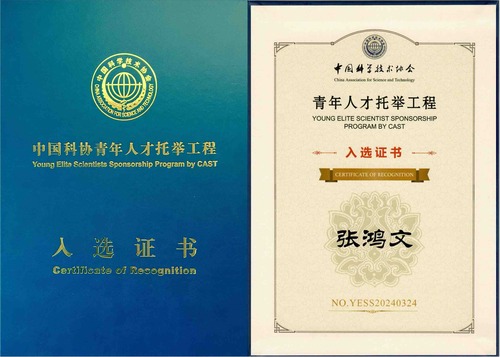 中国科学技术协会
CHINA ASSOCIATION FOR SCIENCE AND TECHNOLOGY
中国科协青年人才托举工程
Young Elite Scientists Sponsorship Program by CAST
入选证书
Certificate of Recognition
中国科学技术协会
China Association for Science and Technology
青年人才托举工程
YOUNG ELITE SCIENTIST SPONSORSHIP
PROGRAM BY CAST
入选证书
CERTIFICATE OF RECOGNITION
张鸿文
NO.YESS20240324